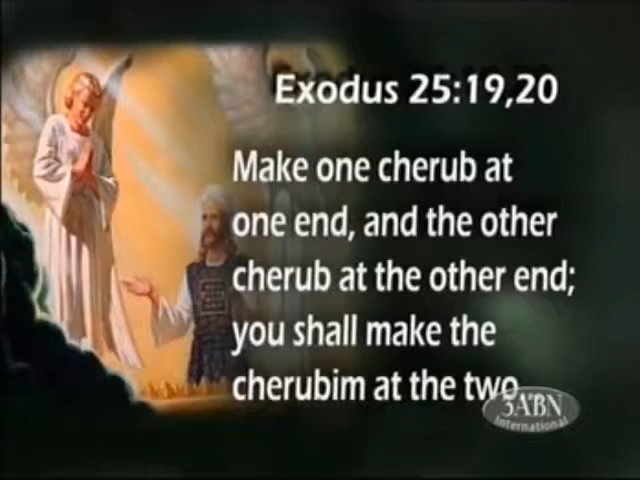 Exodus 25:19,20
Make one cherub at
one end, and the other
cherub at the other end;
you shall make the
cherubim at the two
3ABN
International